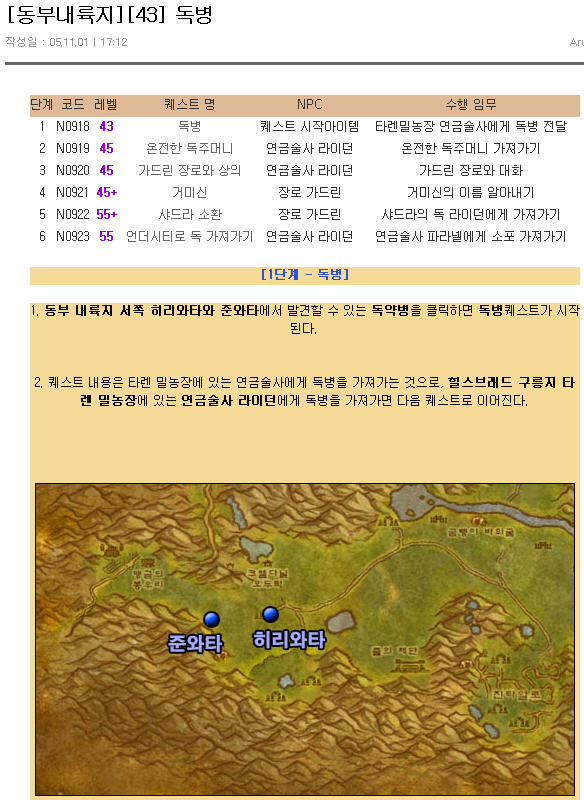 [동부내륙지][43] 독병
작성일 : 05,11,01 | 17:12
단계 코드 레벨 퀘스트 명 NPC 수행 임무
1 N0918 43 독병 퀘스트 시작아이템 타렌밀농장 연금술사에게 독병 전달
2 N0919 45 온전한 독주머니 연금술사 라이던 온전한 독주머니 가져가기
3 N0920 45 가드린 장로와 상의 연금술사 라이던 가드린 장로와 대화
4 N0921 45+ 거미신 장로 가드린 거미신의 이름 알아내기
5 N0922 55+ 샤드라 소환 장로 가드린 샤드라의 독 라이던에게 가져가기
6 N0923 55 언더시티로 독 가져가기 연금술사 라이던 연금술사 파라넬에게 소포 가져가기
[1단계 - 독병]
1. 동부 내륙지 서쪽 히리와타와 준와타에서 발견할 수 있는 독약병을 클릭하면 독병퀘스트가 시작
된다.
2. 퀘스트 내용은 타렌 밀농장에 있는 연금술사에게 독병을 가져가는 것으로, 힐스브래드 구릉지 타
렌 밀농장에 있는 연금술사 라이던에게 독병을 가져가면 다음 퀘스트로 이어진다.
준와타
히리와타
줄의 제단
진타알로